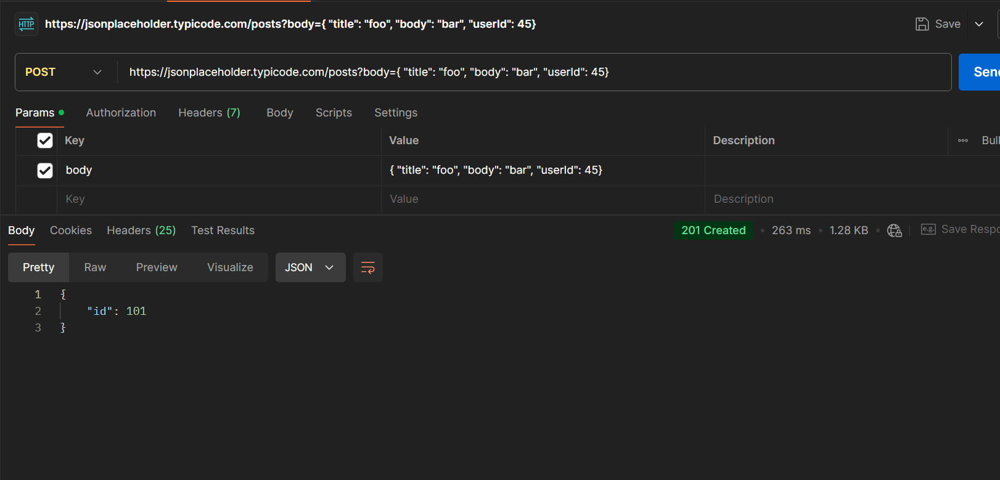 HTTP https://jsonplaceholder.typicode.com/posts?body={ "title": "foo", "body": "bar", "userId": 45} Save
POST https://jsonplaceholder.typicode.com/posts?body={ "title": "foo", "body": "bar", "userId": 45} Sen
Params Authorization Headers (7) Body Scripts Settings
Key Value Description Bul
body { "title": "foo", "body": "bar", "userId": 45}
Key Value Description
Body Cookies Headers (25) Test Results 201 Created 263 ms 1.28 KB e.g. Save Respo
Pretty Raw Preview Visualize JSON
1 {
2 "id": 101
3 }